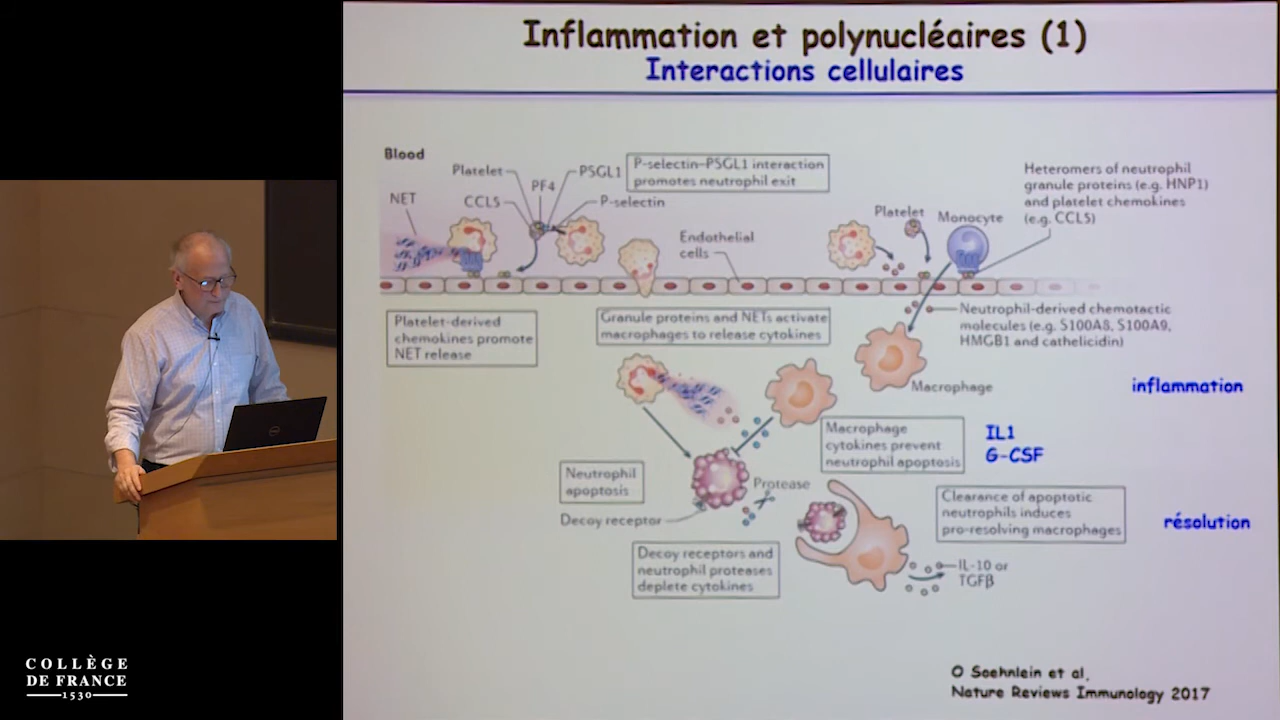 Inflammation et polynucléaires (1)
Interactions cellulaires
Blood
Platelet
PSGL1
P-selectin–PSGL1 interaction
promotes neutrophil exit
Heteromers of neutrophil
granule proteins (e.g. HNP1)
and platelet chemokines
(e.g. CCL5)
NET
PF4
CCL5
P-selectin
Platelet
Monocyte
Endothelial
cells
Platelet-derived
chemokines promote
NET release
Granule proteins and NETs activate
macrophages to release cytokines
Neutrophil-derived chemotactic
molecules (e.g. S100A8, S100A9,
HMGB1 and cathelicidin)
Macrophage
inflammation
Macrophage
cytokines prevent
neutrophil apoptosis
IL1
G-CSF
Neutrophil
apoptosis
Protease
Decoy receptor
Clearance of apoptotic
neutrophils induces
pro-resolving macrophages
résolution
Decoy receptors and
neutrophil proteases
deplete cytokines
IL-10 or
TGFβ
O Soehnlein et al,
Nature Reviews Immunology 2017
COLLÈGE
DE FRANCE
1530